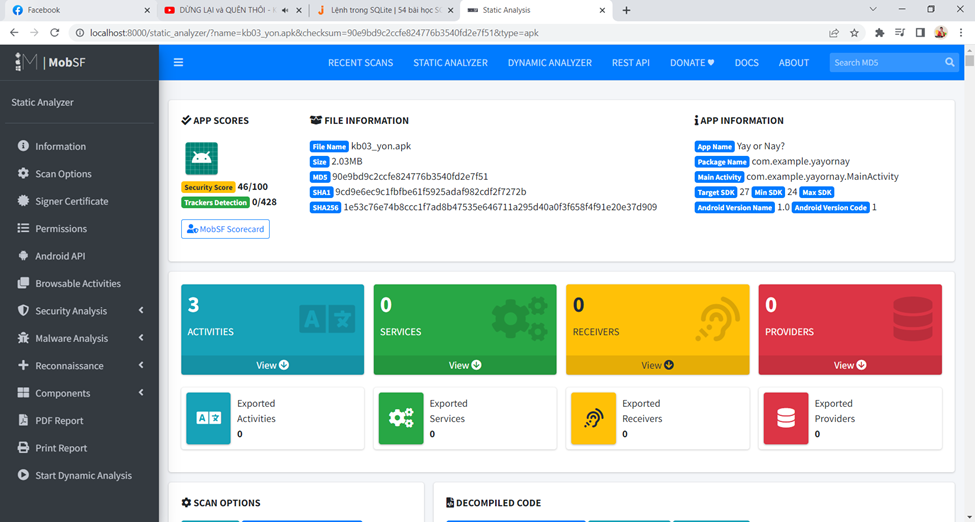 Facebook
DỪNG LẠI và QUÊN THÔI - K
Lệnh trong SQLite | 54 bài học SQ
Static Analysis
localhost:8000/static_analyzer/?name=kb03_yon.apk&checksum=90e9bd9c2ccfe824776b3540fd2e7f51&type=apk
MobSF
RECENT SCANS STATIC ANALYZER DYNAMIC ANALYZER REST API DONATE DOCS ABOUT Search MD5
Static Analyzer
Information
Scan Options
Signer Certificate
Permissions
Android API
Browsable Activities
Security Analysis
Malware Analysis
Reconnaissance
Components
PDF Report
Print Report
Start Dynamic Analysis
APP SCORES
Security Score 46/100
Trackers Detection 0/428
MobSF Scorecard
FILE INFORMATION
File Name kb03_yon.apk
Size 2.03MB
MD5 90e9bd9c2ccfe824776b3540fd2e7f51
SHA1 9cd9e6ec9c1fbfbe61f5925adaf982cdf2f7272b
SHA256 1e53c76e74b8ccc1f7ad8b47535e646711a295d40a0f3f658f4f91e20e37d909
APP INFORMATION
App Name Yay or Nay?
Package Name com.example.yayornay
Main Activity com.example.yayornay.MainActivity
Target SDK 27 Min SDK 24 Max SDK
Android Version Name 1.0 Android Version Code 1
3
ACTIVITIES
View
0
SERVICES
View
0
RECEIVERS
View
0
PROVIDERS
View
Exported
Activities
0
Exported
Services
0
Exported
Receivers
0
Exported
Providers
0
SCAN OPTIONS
DECOMPILED CODE